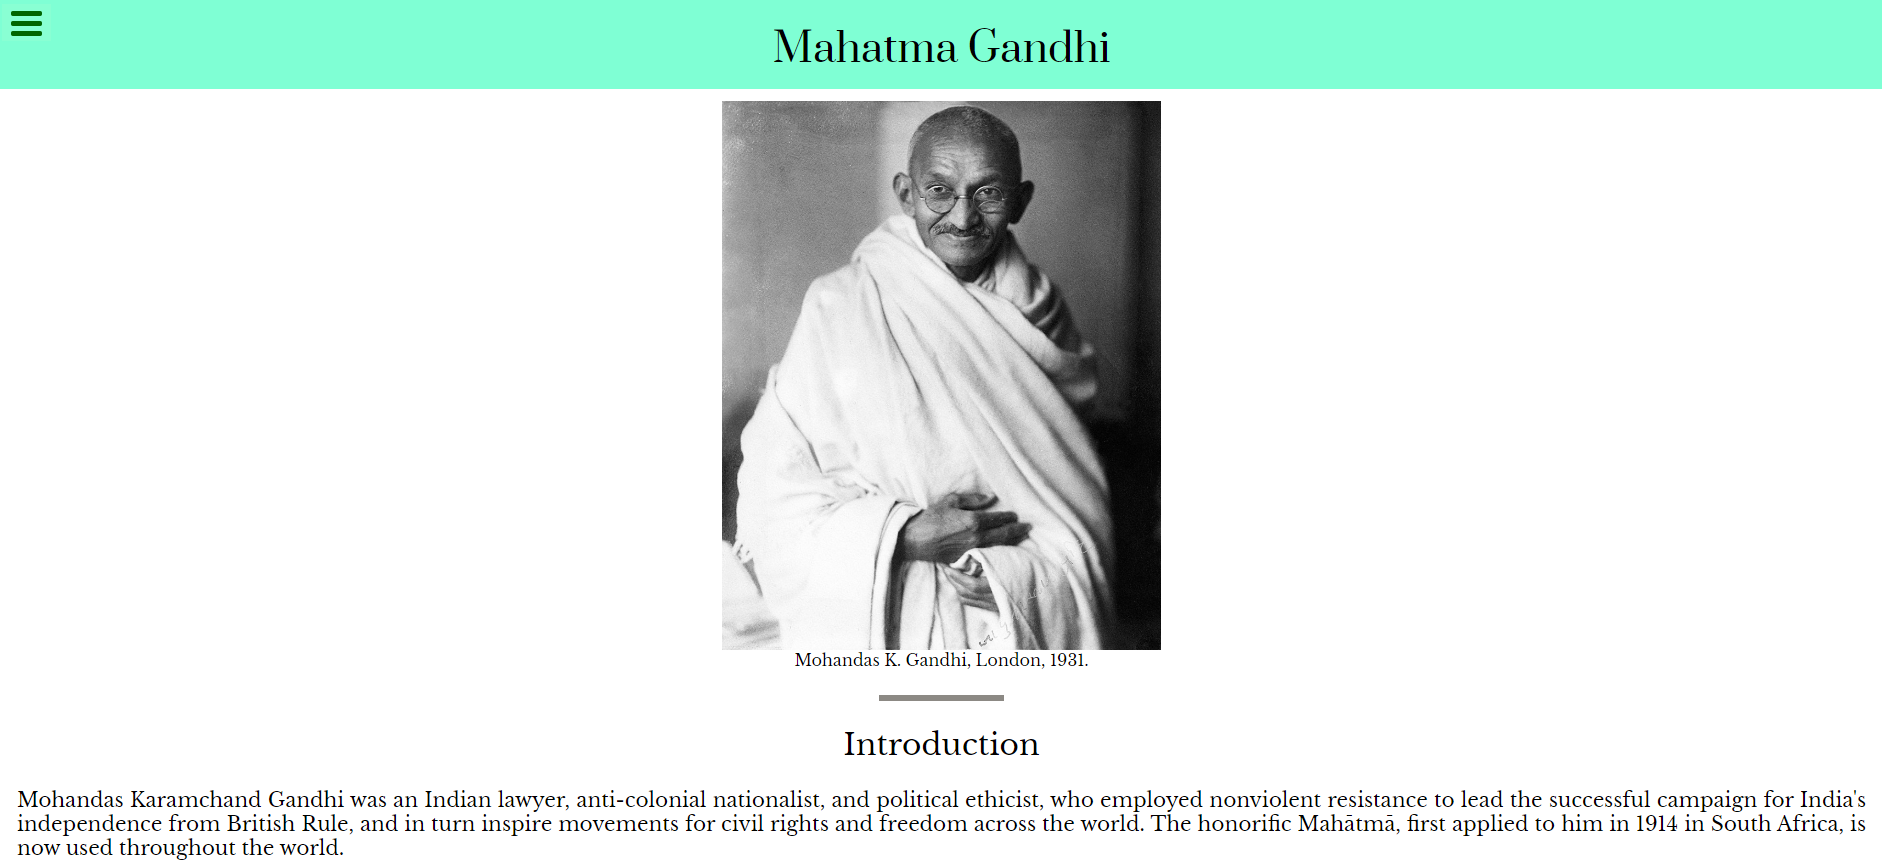 Mahatma Gandhi
Mohandas K. Gandhi, London, 1931.
Introduction
Mohandas Karamchand Gandhi was an Indian lawyer, anti-colonial nationalist, and political ethicist, who employed nonviolent resistance to lead the successful campaign for India's
independence from British Rule, and in turn inspire movements for civil rights and freedom across the world. The honorific Mahātmā, first applied to him in 1914 in South Africa, is
now used throughout the world.